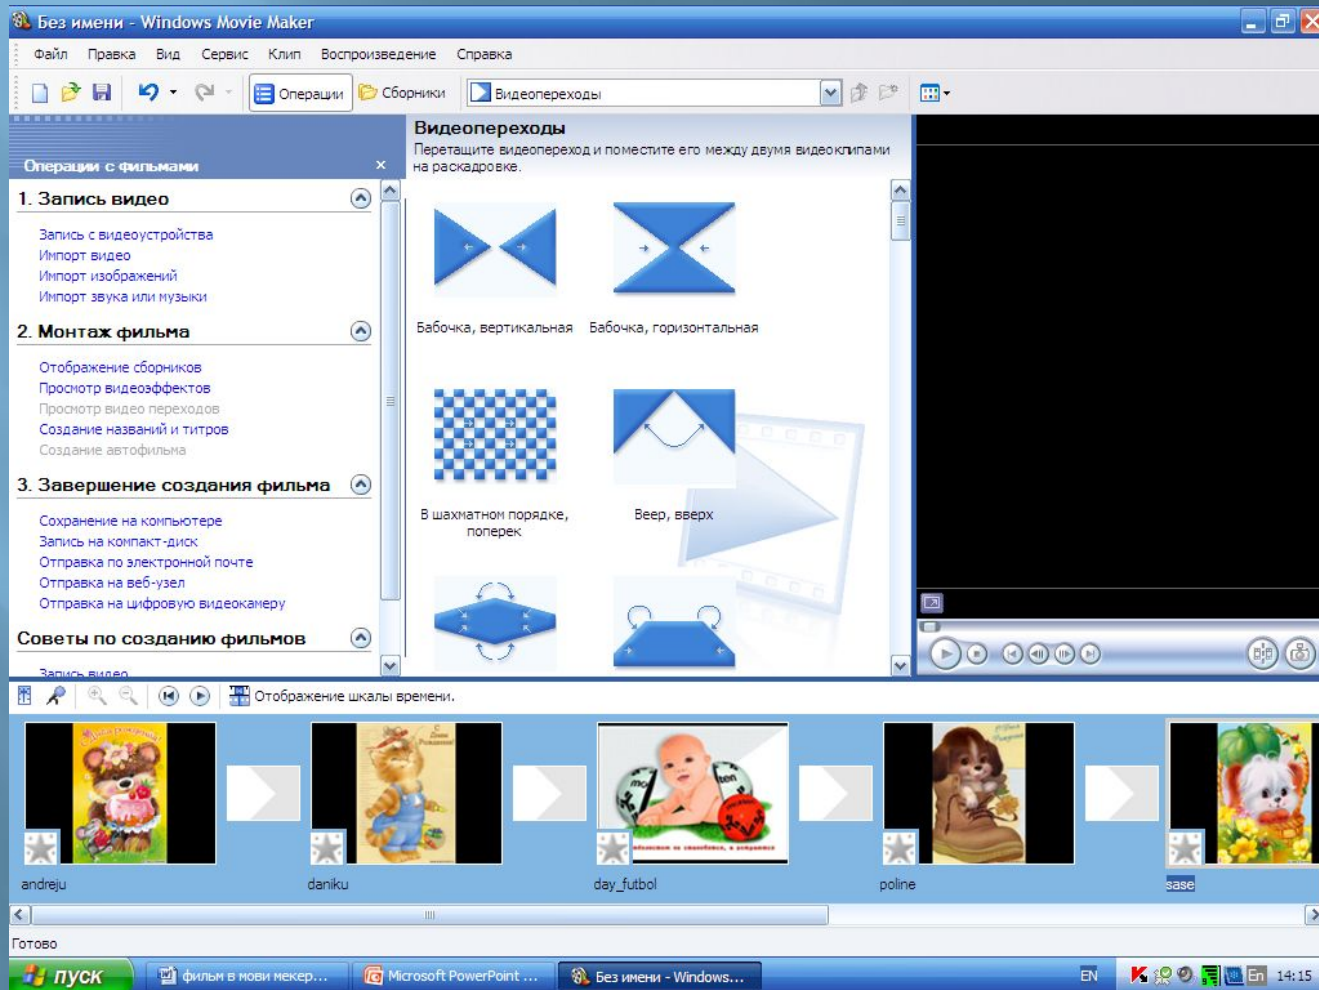 Без имени - Windows Movie Maker
Файл Правка Вид Сервис Клип Воспроизведение Справка
Операции Сборники Видеопереходы
Операции с фильмами
1. Запись видео
Запись с видеоустройства
Импорт видео
Импорт изображений
Импорт звука или музыки
2. Монтаж фильма
Отображение сборников
Просмотр видеоэффектов
Просмотр видео переходов
Создание названий и титров
Создание автофильма
3. Завершение создания фильма
Сохранение на компьютере
Запись на компакт-диск
Отправка по электронной почте
Отправка на веб-узел
Отправка на цифровую видеокамеру
Советы по созданию фильмов
Запись видео
Видеопереходы
Перетащите видеопереход и поместите его между двумя видеоклипами
на раскадровке.
Бабочка, вертикальная Бабочка, горизонтальная
В шахматном порядке, поперек
Веер, вверх
Отображение шкалы времени.
andreju daniku day_futbol poline sase
Готово
пуск фильм в мови мекер... Microsoft PowerPoint ... Без имени - Windows... EN En 14:15